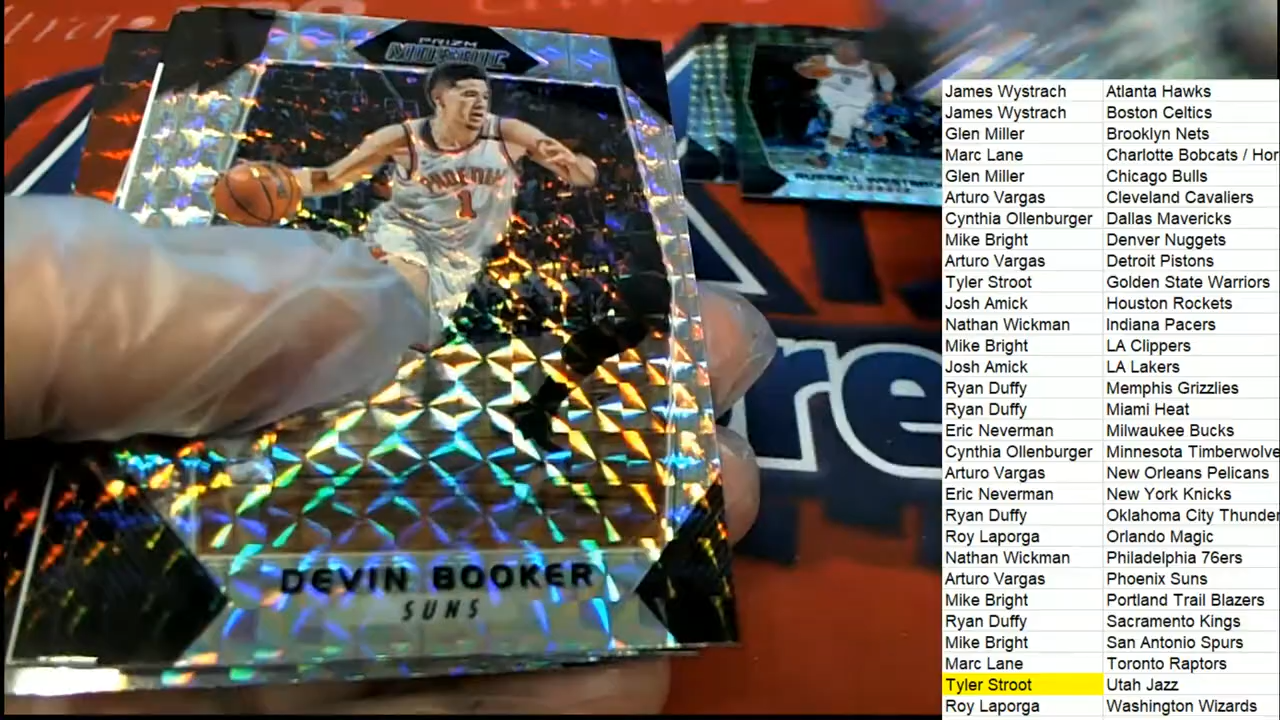 PRIZM
MOSAIC
PHOENIX
1
DEVIN BOOKER
SUNS
RUSSELL
re
James Wystrach Atlanta Hawks
James Wystrach Boston Celtics
Glen Miller Brooklyn Nets
Marc Lane Charlotte Bobcats / Hor
Glen Miller Chicago Bulls
Arturo Vargas Cleveland Cavaliers
Cynthia Ollenburger Dallas Mavericks
Mike Bright Denver Nuggets
Arturo Vargas Detroit Pistons
Tyler Stroot Golden State Warriors
Josh Amick Houston Rockets
Nathan Wickman Indiana Pacers
Mike Bright LA Clippers
Josh Amick LA Lakers
Ryan Duffy Memphis Grizzlies
Ryan Duffy Miami Heat
Eric Neverman Milwaukee Bucks
Cynthia Ollenburger Minnesota Timberwolve
Arturo Vargas New Orleans Pelicans
Eric Neverman New York Knicks
Ryan Duffy Oklahoma City Thunder
Roy Laporga Orlando Magic
Nathan Wickman Philadelphia 76ers
Arturo Vargas Phoenix Suns
Mike Bright Portland Trail Blazers
Ryan Duffy Sacramento Kings
Mike Bright San Antonio Spurs
Marc Lane Toronto Raptors
Tyler Stroot Utah Jazz
Roy Laporga Washington Wizards